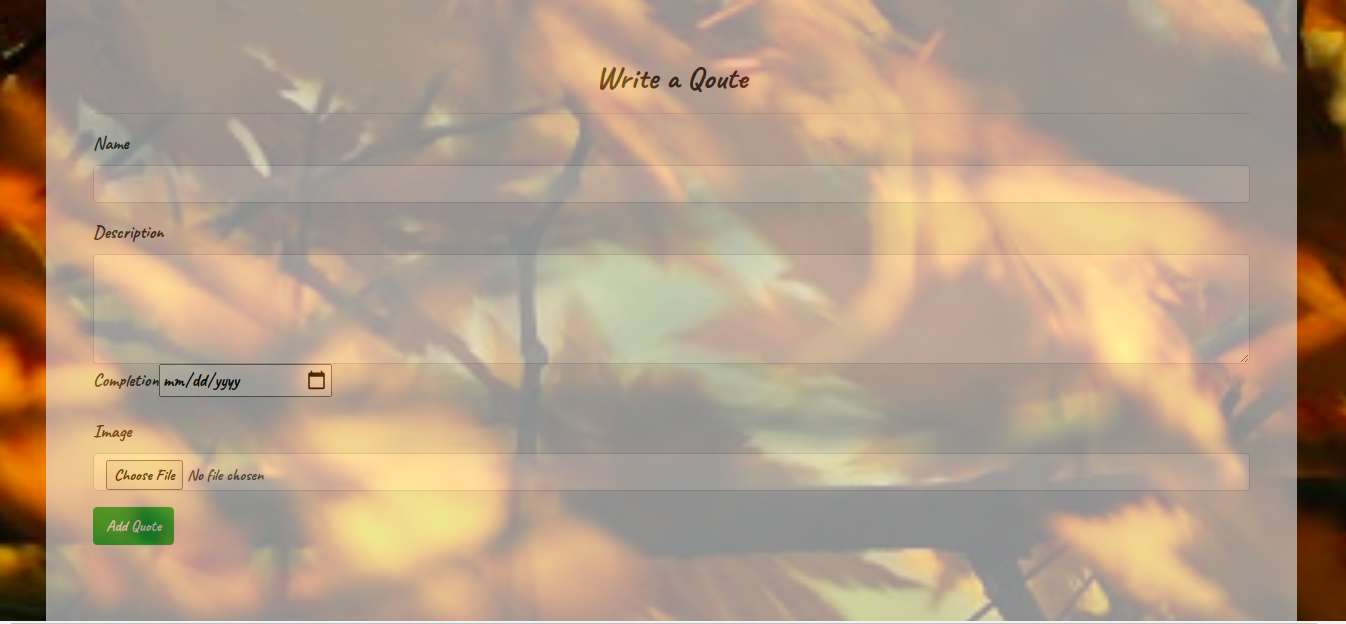 Write a Qoute
Name
Description
Completion mm/dd/yyyy
Image
Choose File No file chosen
Add Quote